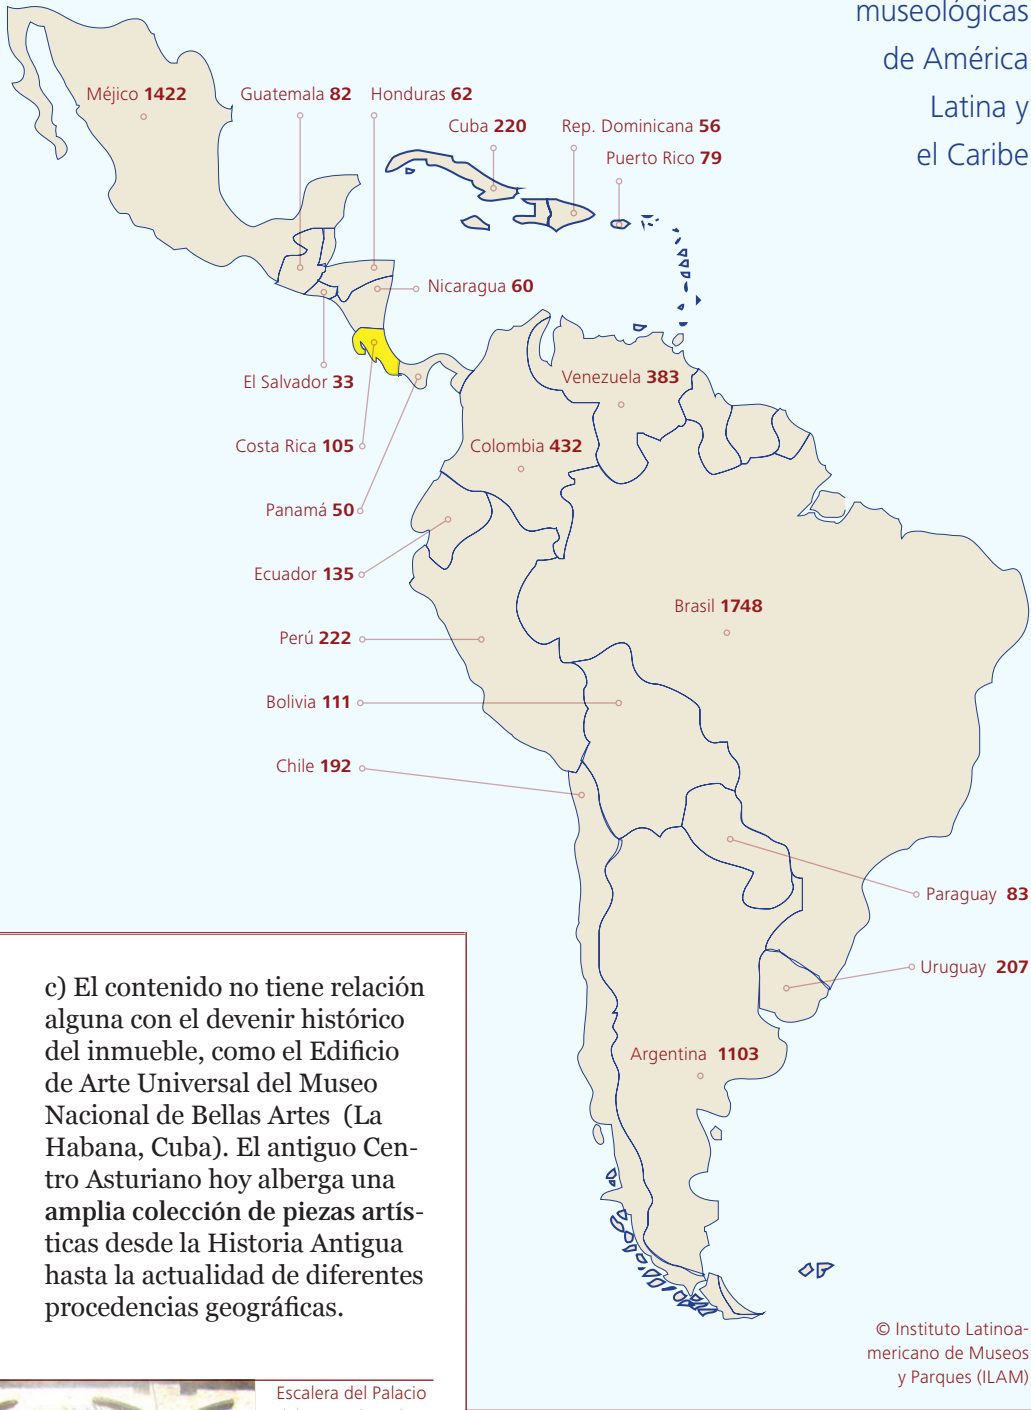 museológicas
de América
Latina y
el Caribe
Méjico 1422
Guatemala 82
Honduras 62
Cuba 220
Rep. Dominicana 56
Puerto Rico 79
Nicaragua 60
El Salvador 33
Costa Rica 105
Panamá 50
Venezuela 383
Colombia 432
Ecuador 135
Perú 222
Bolivia 111
Chile 192
Brasil 1748
Paraguay 83
Uruguay 207
Argentina 1103
c) El contenido no tiene relación
alguna con el devenir histórico
del inmueble, como el Edificio
de Arte Universal del Museo
Nacional de Bellas Artes (La
Habana, Cuba). El antiguo Cen-
tro Asturiano hoy alberga una
amplia colección de piezas artís-
ticas desde la Historia Antigua
hasta la actualidad de diferentes
procedencias geográficas.
© Instituto Latinoa-
mericano de Museos
y Parques (ILAM)
Escalera del Palacio